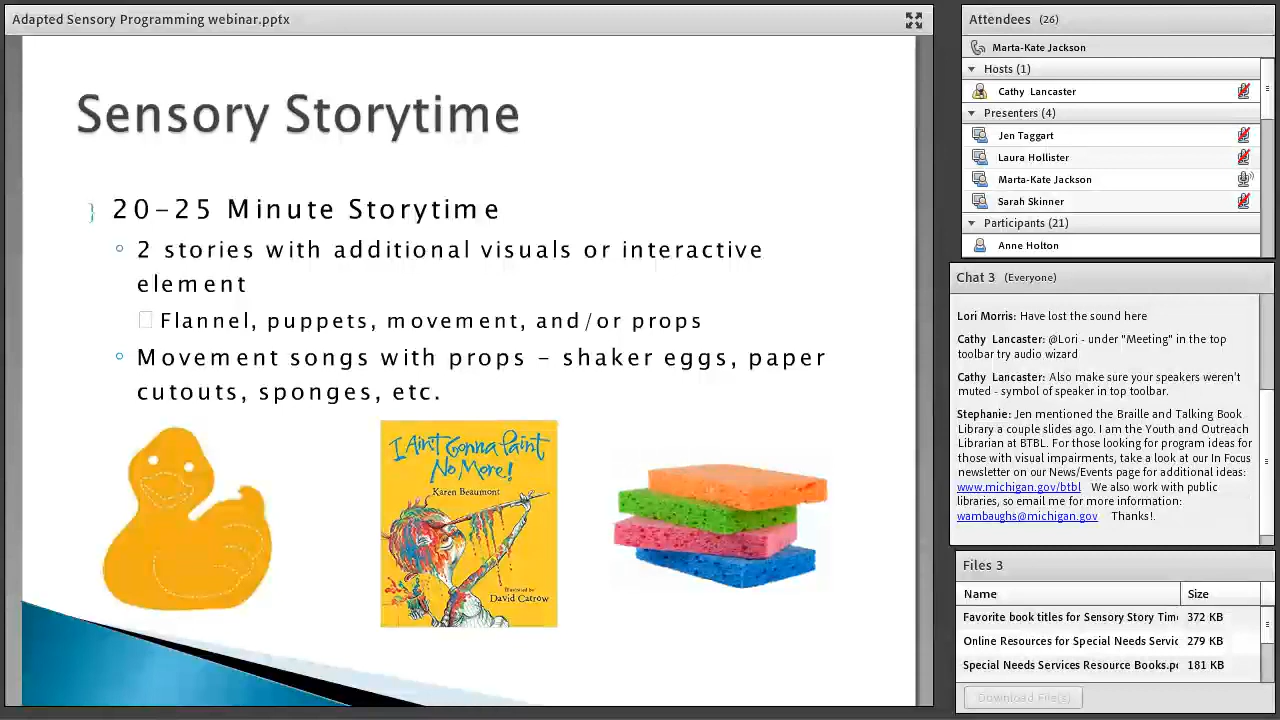 Adapted Sensory Programming webinar.pptx
Sensory Storytime
20-25 Minute Storytime
2 stories with additional visuals or interactive
element
Flannel, puppets, movement, and/or props
Movement songs with props - shaker eggs, paper
cutouts, sponges, etc.
I Ain't Gonna Paint
No More!
Karen Beaumont
Illustrated by
David Catrow
Attendees (26)
Marta-Kate Jackson
Hosts (1)
Cathy Lancaster
Presenters (4)
Jen Taggart
Laura Hollister
Marta-Kate Jackson
Sarah Skinner
Participants (21)
Anne Holton
Chat 3 (Everyone)
Lori Morris: Have lost the sound here
Cathy Lancaster: @Lori - under "Meeting" in the top
toolbar try audio wizard
Cathy Lancaster: Also make sure your speakers weren't
muted - symbol of speaker in top toolbar.
Stephanie: Jen mentioned the Braille and Talking Book
Library a couple slides ago. I am the Youth and Outreach
Librarian at BTBL. For those looking for program ideas for
those with visual impairments, take a look at our In Focus
newsletter on our News/Events page for additional ideas:
www.michigan.gov/btbl We also work with public
libraries, so email me for more information:
wambaughs@michigan.gov Thanks!.
Files 3
Name Size
Favorite book titles for Sensory Story Tim 372 KB
Online Resources for Special Needs Servic 279 KB
Special Needs Services Resource Books.p 181 KB
Download File(s)